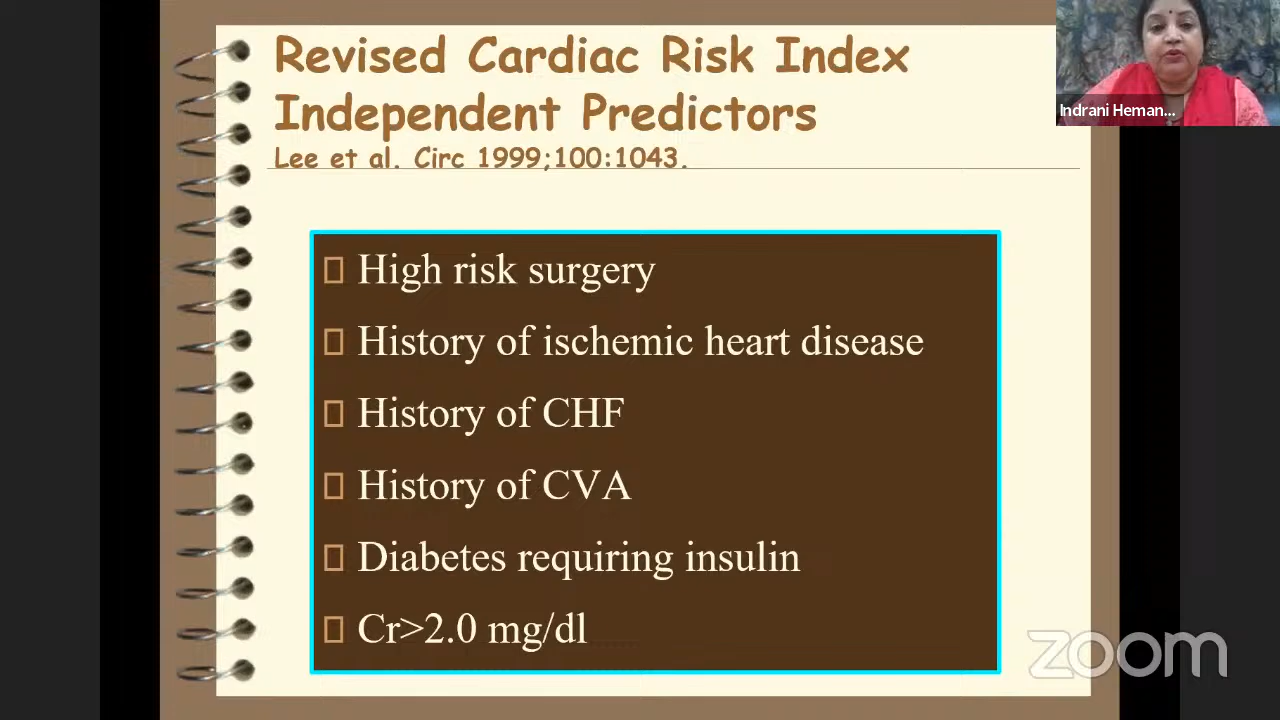 Revised Cardiac Risk Index
Independent Predictors
Lee et al. Circ 1999;100:1043.
Indrani Heman...
High risk surgery
History of ischemic heart disease
History of CHF
History of CVA
Diabetes requiring insulin
Cr>2.0 mg/dl
zoom